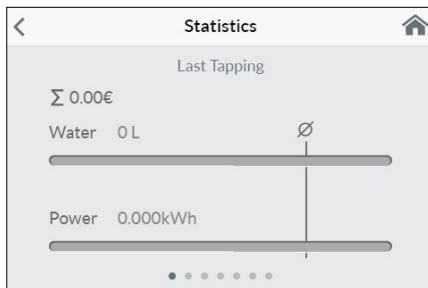 Statistics
Last Tapping
Σ 0.00€
Water 0 L Ø
Power 0.000kWh